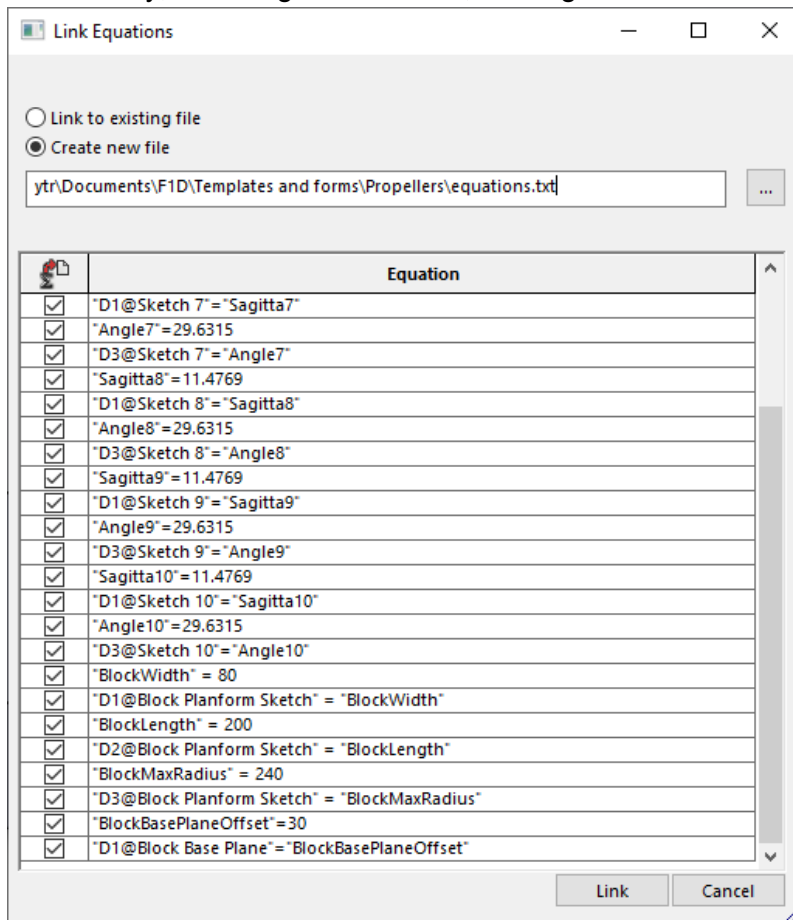 Link Equations
Link to existing file
Create new file
ytr\Documents\F1D\Templates and forms\Propellers\equations.txt
...
Equation
"D1@Sketch 7"="Sagitta7"
"Angle7"=29.6315
"D3@Sketch 7"="Angle7"
"Sagitta8"=11.4769
"D1@Sketch 8"="Sagitta8"
"Angle8"=29.6315
"D3@Sketch 8"="Angle8"
"Sagitta9"=11.4769
"D1@Sketch 9"="Sagitta9"
"Angle9"=29.6315
"D3@Sketch 9"="Angle9"
"Sagitta10"=11.4769
"D1@Sketch 10"="Sagitta10"
"Angle10"=29.6315
"D3@Sketch 10"="Angle10"
"BlockWidth" = 80
"D1@Block Planform Sketch" = "BlockWidth"
"BlockLength" = 200
"D2@Block Planform Sketch" = "BlockLength"
"BlockMaxRadius" = 240
"D3@Block Planform Sketch" = "BlockMaxRadius"
"BlockBasePlaneOffset"=30
"D1@Block Base Plane"="BlockBasePlaneOffset"
Link Cancel